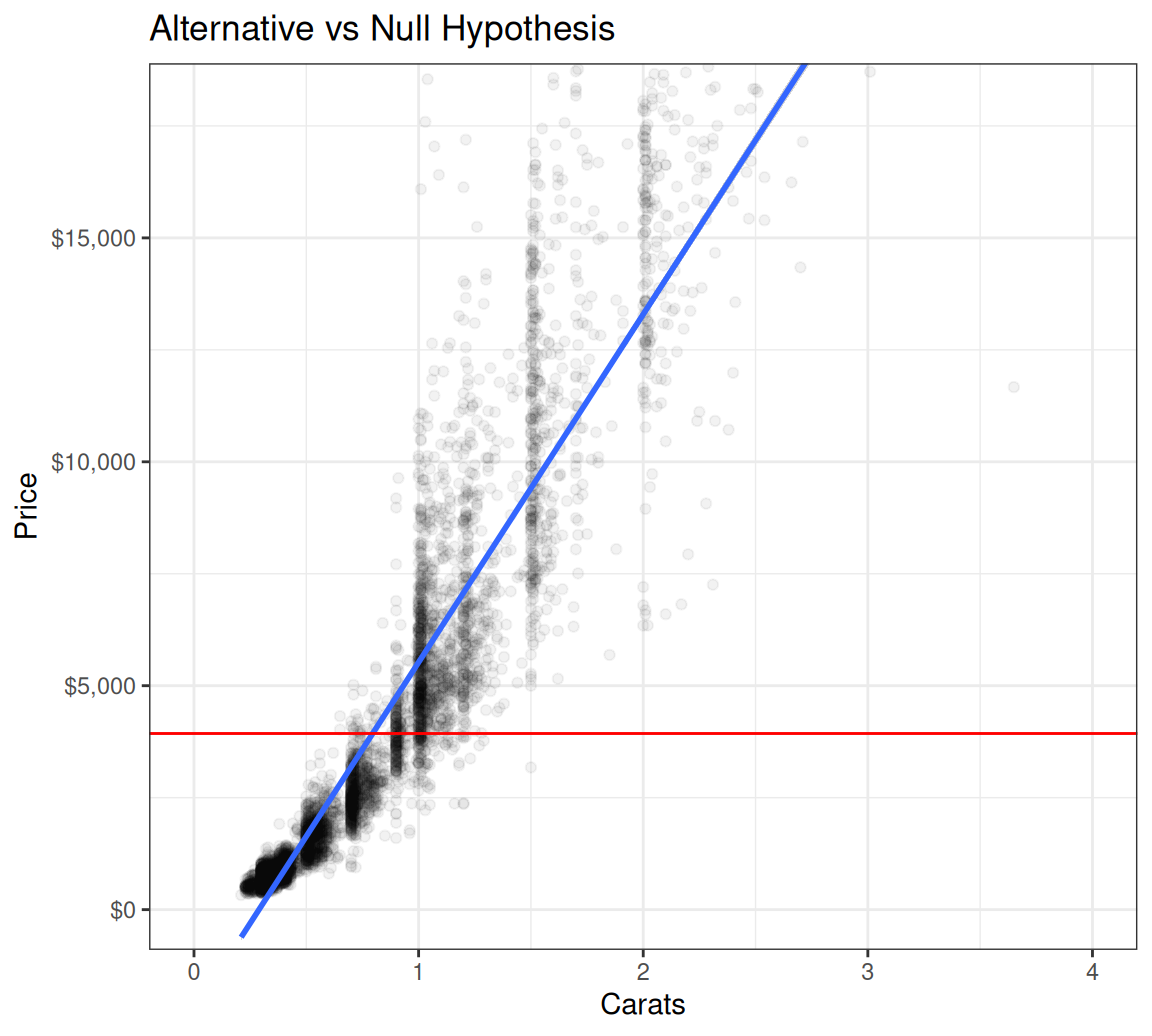 Alternative vs Null Hypothesis
Price
$15,000
$10,000
$5,000
$0
0 1 2 3 4
Carats